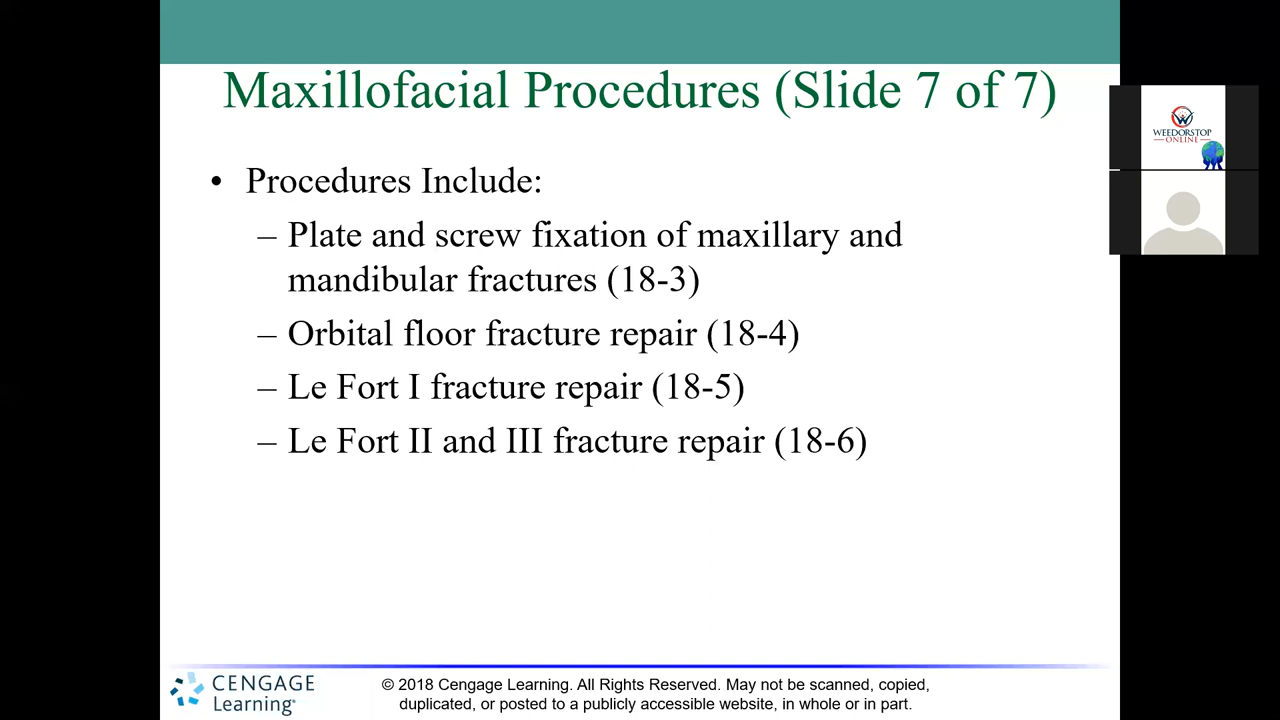 Maxillofacial Procedures (Slide 7 of 7)
• Procedures Include:
– Plate and screw fixation of maxillary and
mandibular fractures (18-3)
– Orbital floor fracture repair (18-4)
– Le Fort I fracture repair (18-5)
– Le Fort II and III fracture repair (18-6)
WEEDORSTOP
ONLINE
CENGAGE
Learning®
© 2018 Cengage Learning. All Rights Reserved. May not be scanned, copied,
duplicated, or posted to a publicly accessible website, in whole or in part.